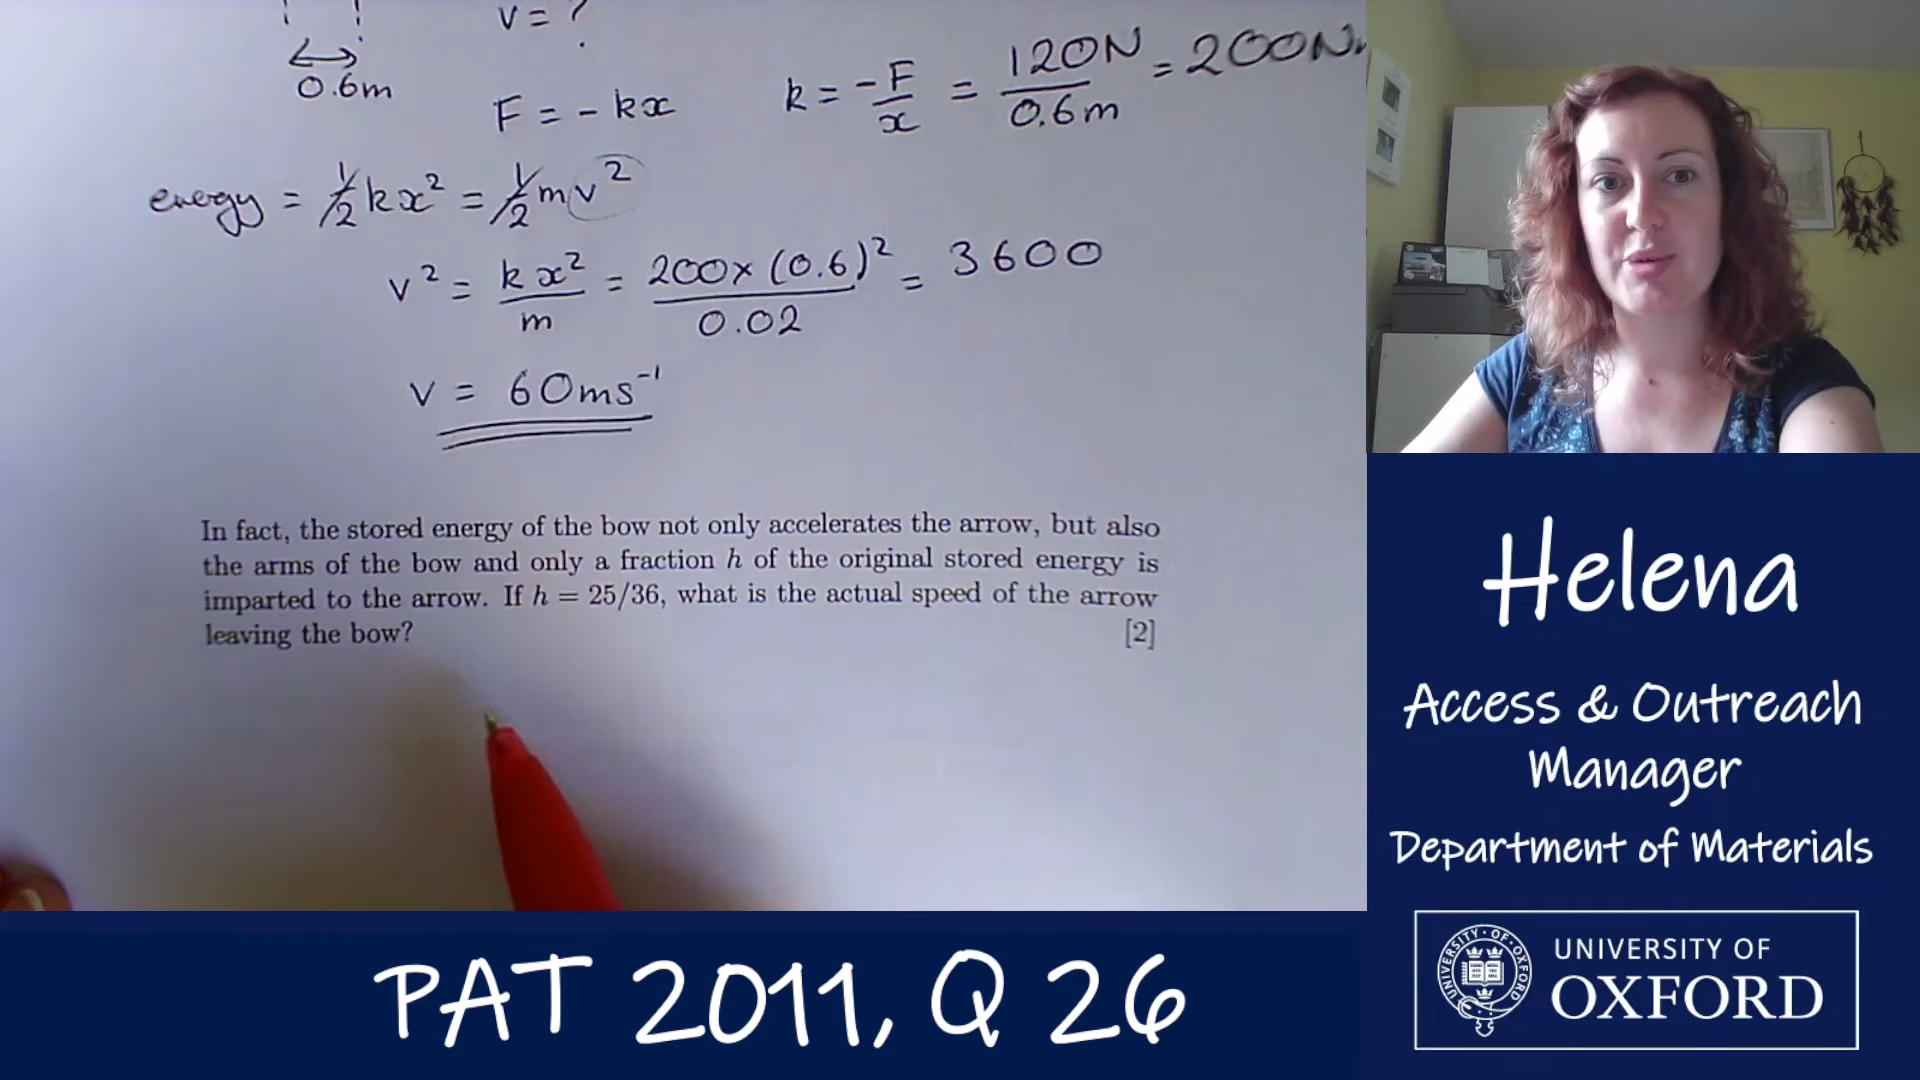 v = ?
0.6m
F = - kx
k = -F/x = 120N/0.6m = 200N
energy = 1/2 kx² = 1/2 mv²
v² = kx²/m = 200×(0.6)²/0.02 = 3600
v = 60ms⁻¹
In fact, the stored energy of the bow not only accelerates the arrow, but also
the arms of the bow and only a fraction h of the original stored energy is
imparted to the arrow. If h = 25/36, what is the actual speed of the arrow
leaving the bow? [2]
Helena
Access & Outreach
Manager
Department of Materials
UNIVERSITY OF
OXFORD
PAT 2011, Q 26